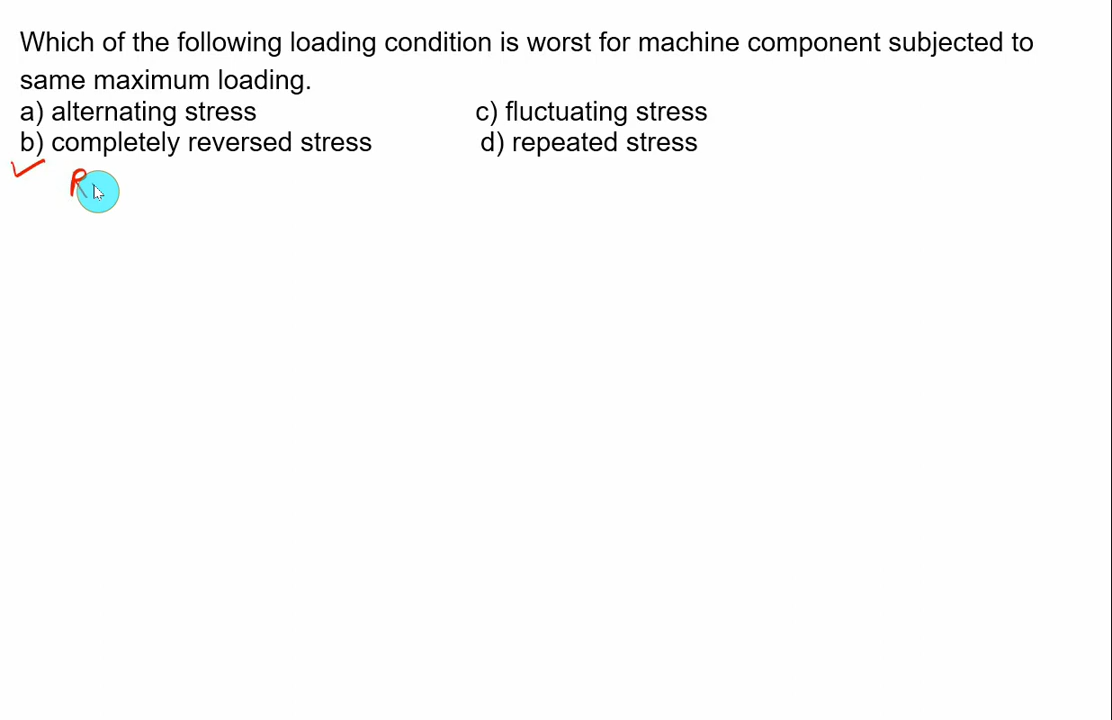 Which of the following loading condition is worst for machine component subjected to
same maximum loading.
a) alternating stress c) fluctuating stress
b) completely reversed stress d) repeated stress
R